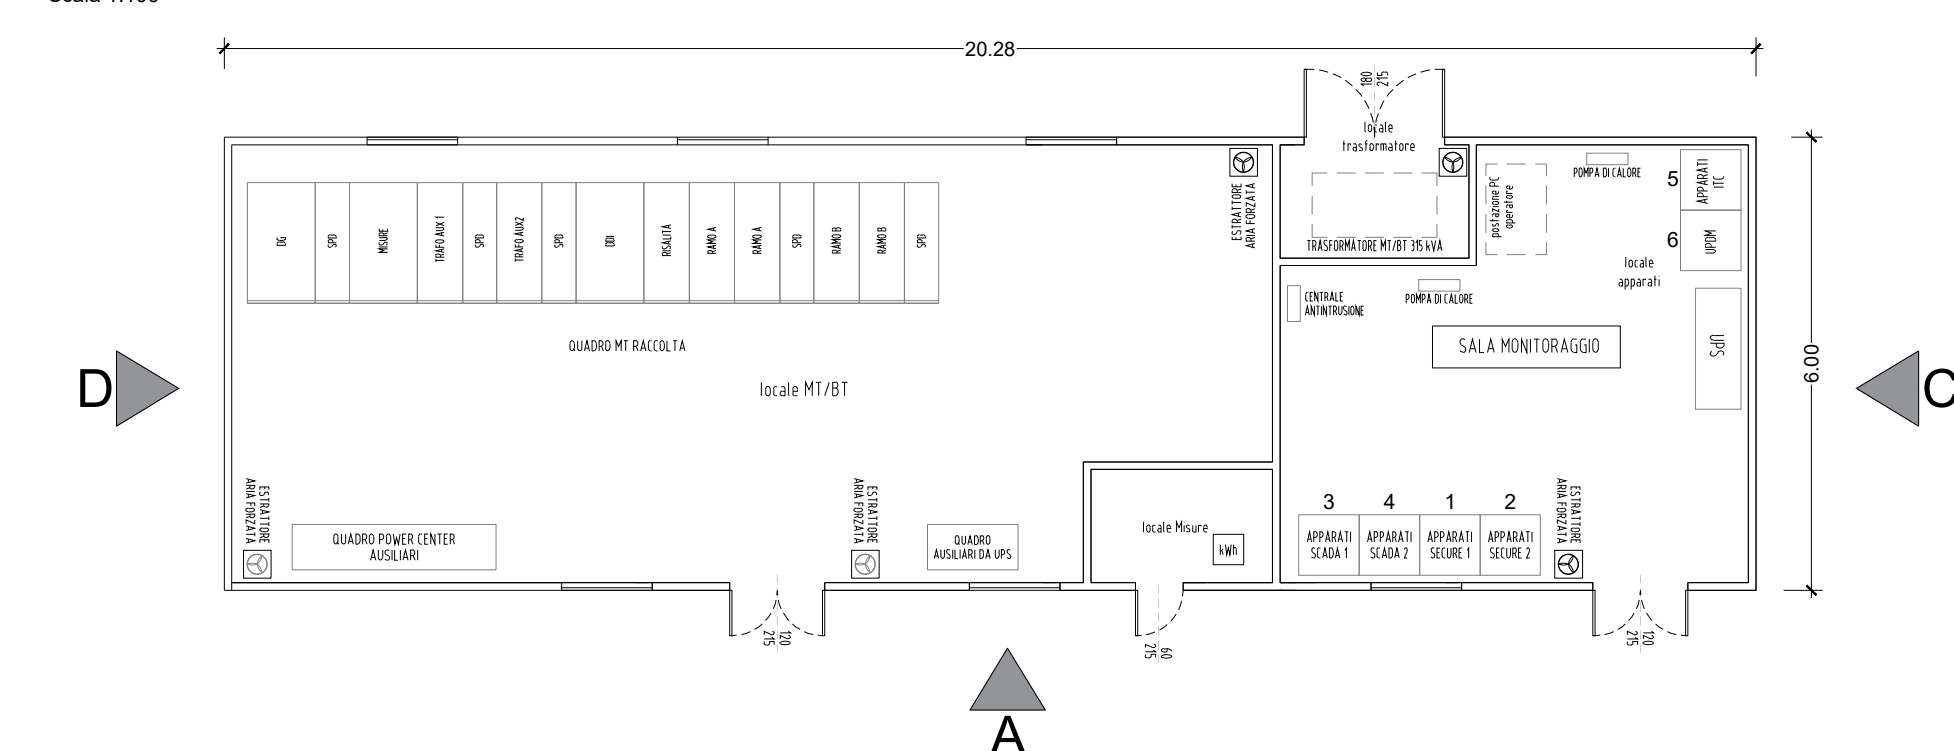 20.28
180
215
locale
trasformatore
ESTRATTORE
ARIA FORZATA
TRASFORMATORE MT/BT 315 kVA
postazione PC
operatore
POMPA DI CALORE
5
APPARATI
ITC
6
UPDM
locale
apparati
DG
SPD
MISURE
TRAFO AUX 1
SPD
TRAFO AUX2
SPD
DDI
RISALITA
RAMO A
RAMO A
SPD
RAMO B
RAMO B
SPD
CENTRALE
ANTINTRUSIONE
POMPA DI CALORE
QUADRO MT RACCOLTA
SALA MONITORAGGIO
UPS
6.00
D
C
locale MT/BT
ESTRATTORE
ARIA FORZATA
QUADRO POWER CENTER
AUSILIARI
ESTRATTORE
ARIA FORZATA
QUADRO
AUSILIARI DA UPS
locale Misure
kWh
3
4
1
2
APPARATI
SCADA 1
APPARATI
SCADA 2
APPARATI
SECURE 1
APPARATI
SECURE 2
ESTRATTORE
ARIA FORZATA
120
215
60
215
120
215
A